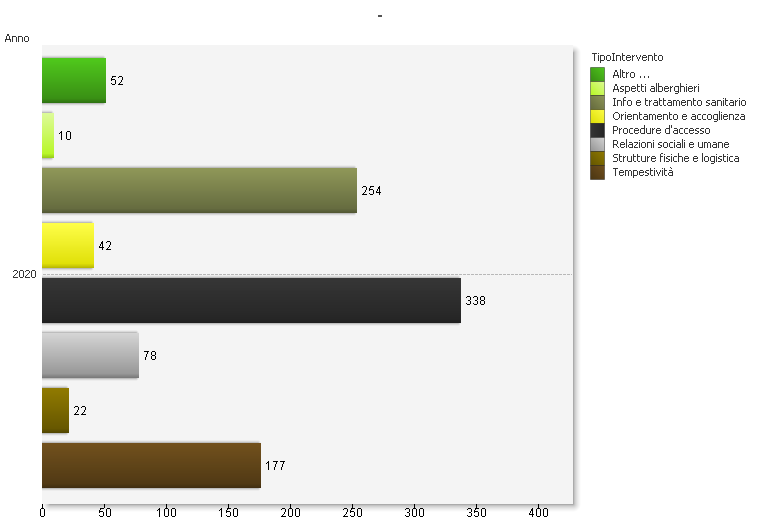 -
Anno
TipoIntervento
Altro ...
Aspetti alberghieri
Info e trattamento sanitario
Orientamento e accoglienza
Procedure d'accesso
Relazioni sociali e umane
Strutture fisiche e logistica
Tempestività
52
10
254
42
2020
338
78
22
177
0 50 100 150 200 250 300 350 400